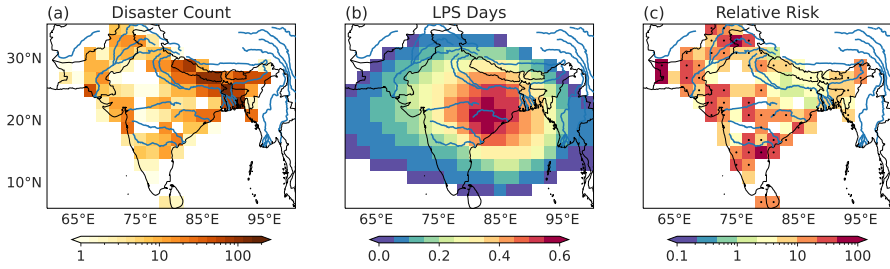 (a) Disaster Count
(b) LPS Days
(c) Relative Risk
30°N
20°N
10°N
65°E 75°E 85°E 95°E
65°E 75°E 85°E 95°E
65°E 75°E 85°E 95°E
1 10 100
0.0 0.2 0.4 0.6
0.1 1 10 100